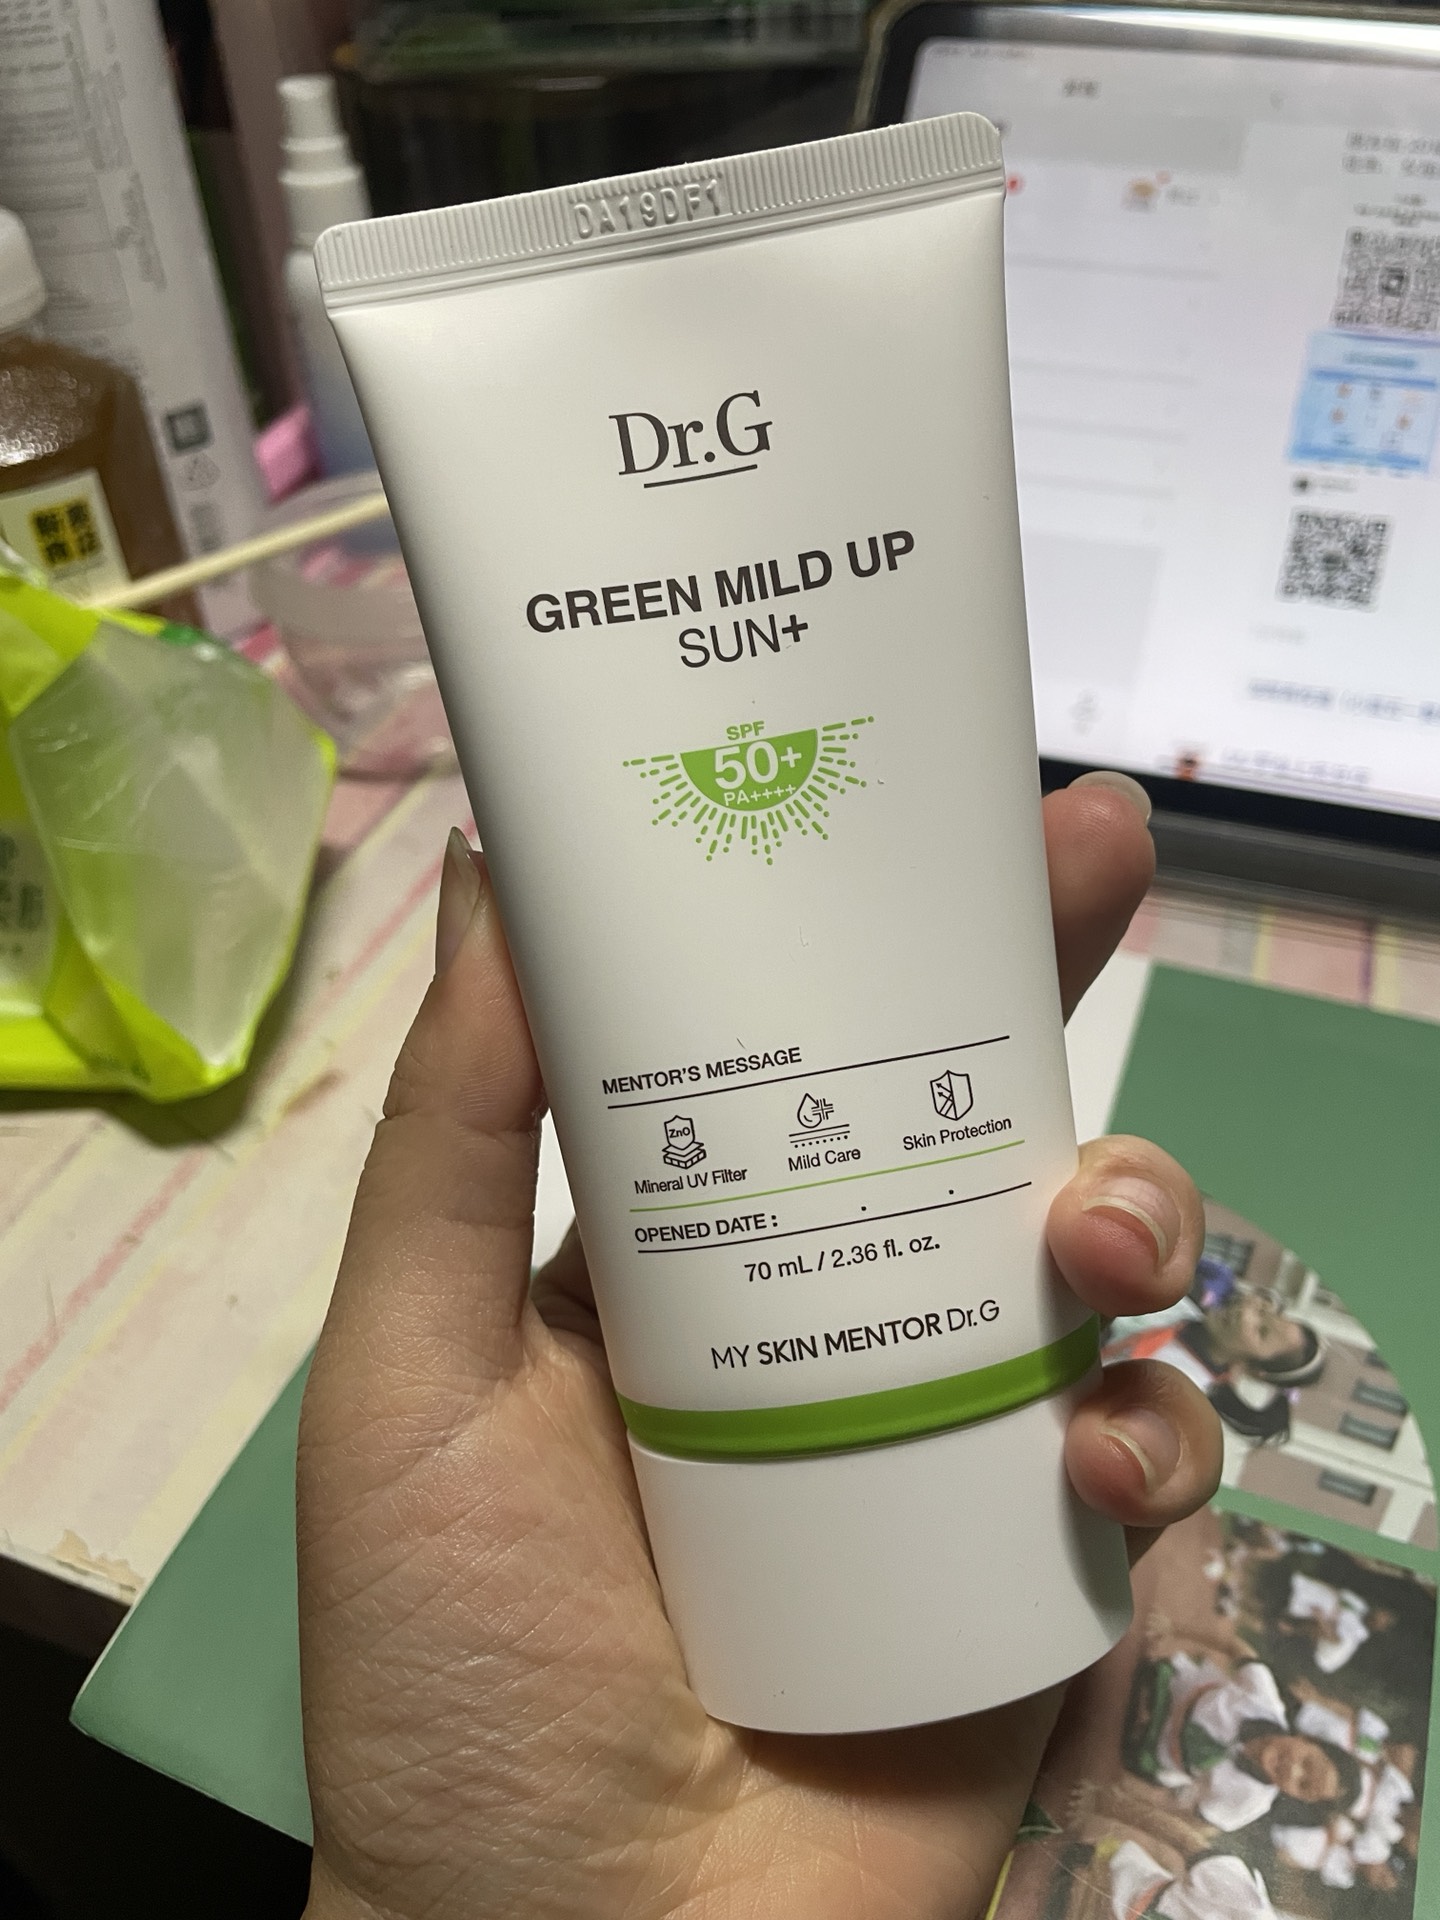 DA19DF1
Dr.G
GREEN MILD UP
SUN+
SPF
50+
PA++++
MENTOR'S MESSAGE
ZnO
Mineral UV Filter
Mild Care
Skin Protection
OPENED DATE : . .
70 mL / 2.36 fl. oz.
MY SKIN MENTOR Dr.G